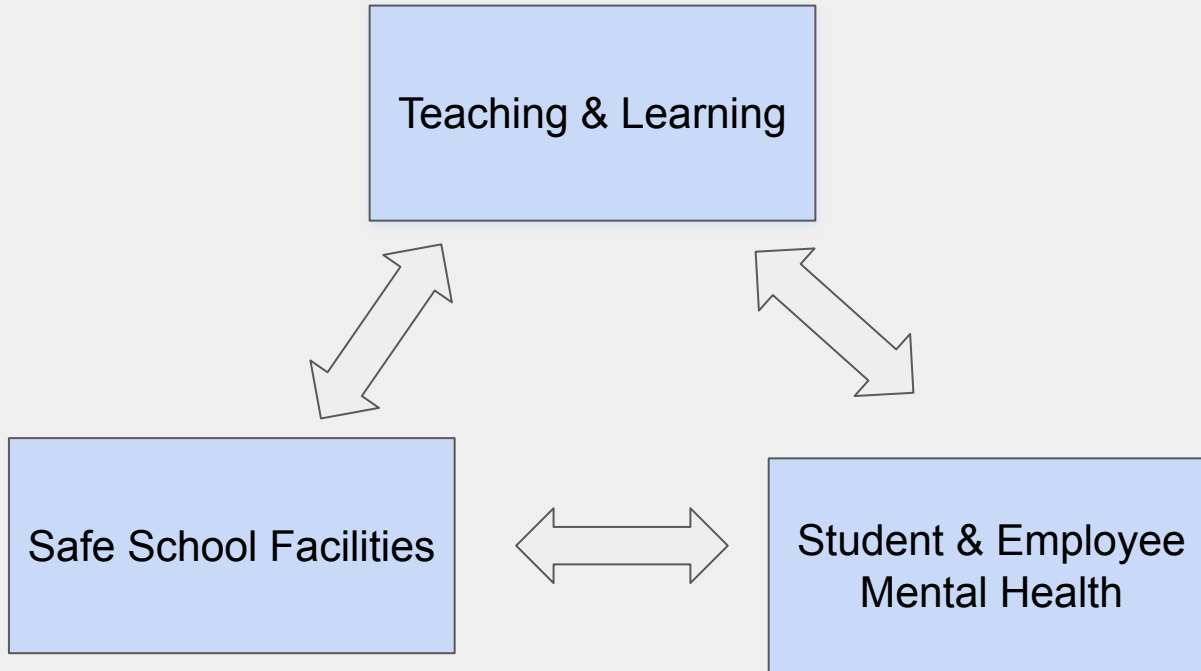 Teaching & Learning
Safe School Facilities
Student & Employee
Mental Health